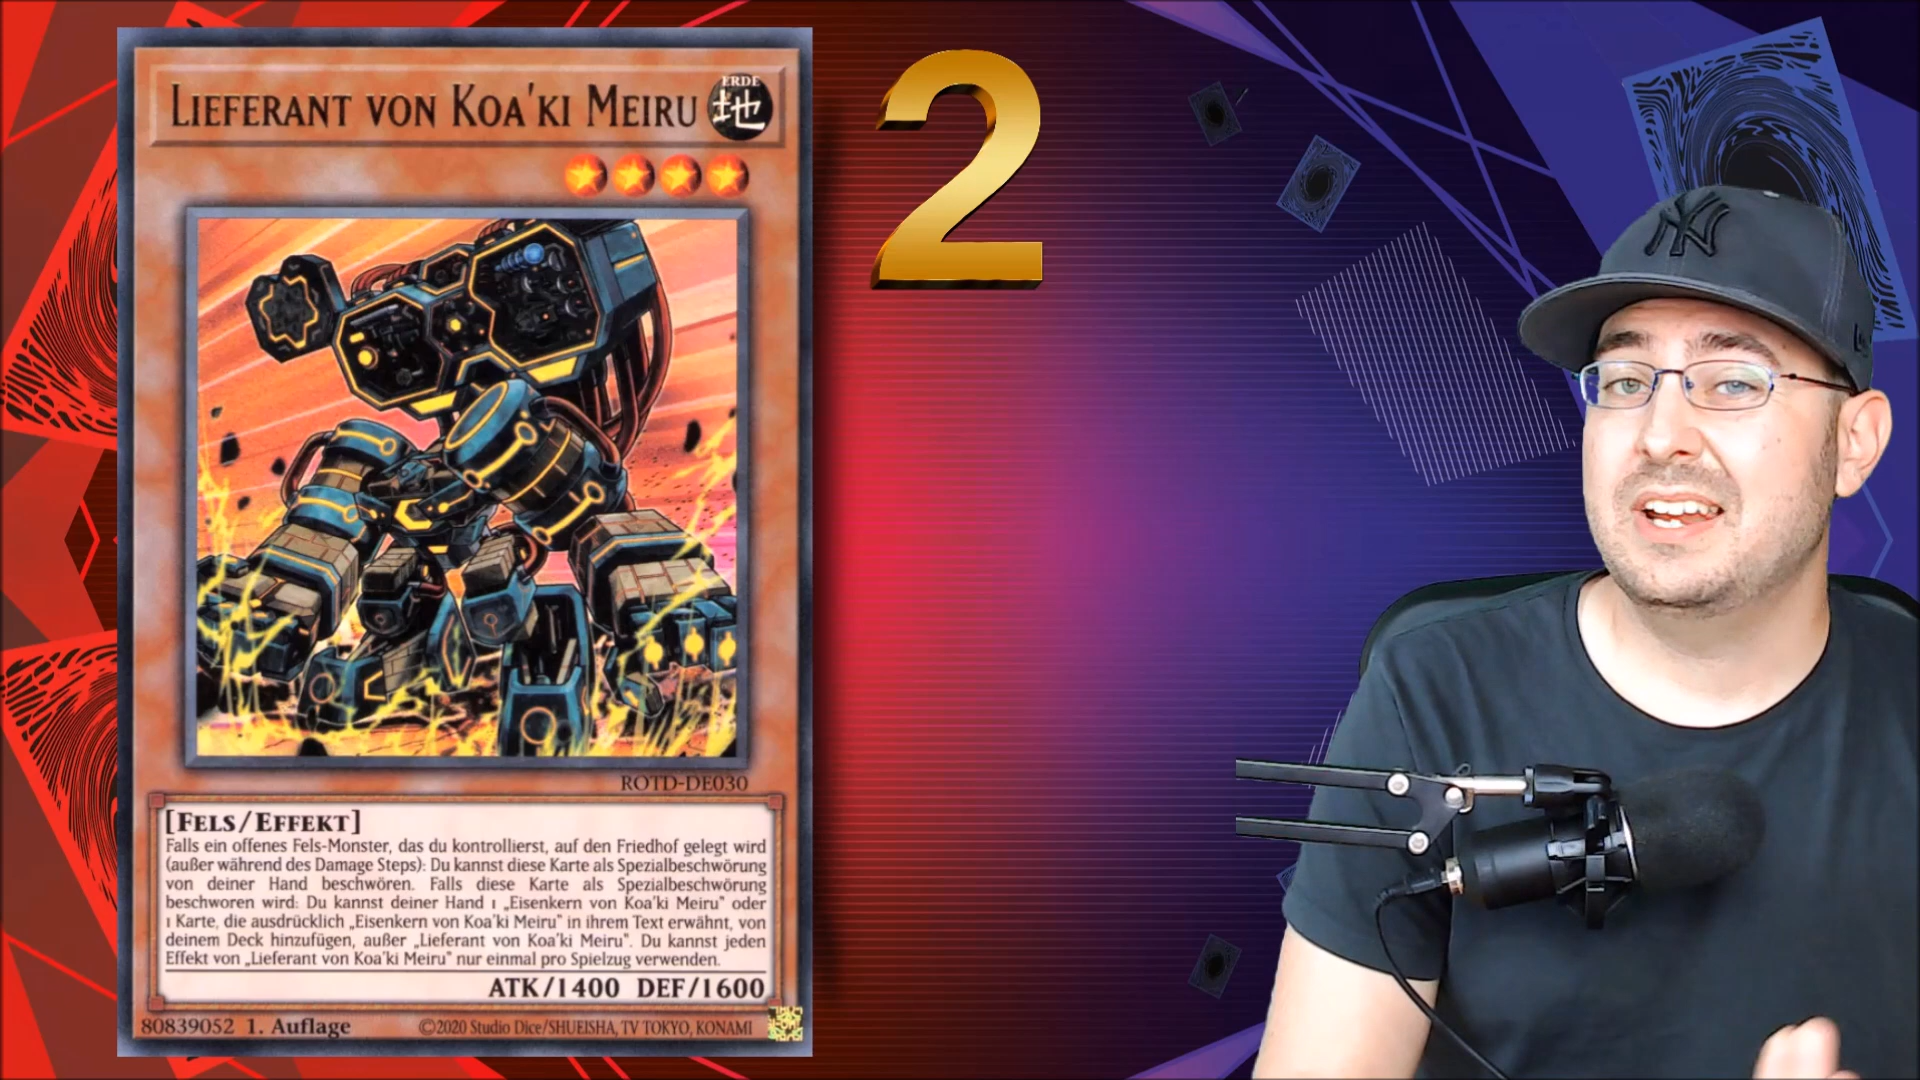 LIEFERANT VON KOA'KI MEIRU
ERDE
地
2
ROTD-DE030
[FELS/EFFEKT]
Falls ein offenes Fels-Monster, das du kontrollierst, auf den Friedhof gelegt wird
(außer während des Damage Steps): Du kannst diese Karte als Spezialbeschwörung
von deiner Hand beschwören. Falls diese Karte als Spezialbeschwörung
beschworen wird: Du kannst deiner Hand 1 „Eisenkern von Koa'ki Meiru" oder
1 Karte, die ausdrücklich „Eisenkern von Koa'ki Meiru" in ihrem Text erwähnt, von
deinem Deck hinzufügen, außer „Lieferant von Koa'ki Meiru". Du kannst jeden
Effekt von „Lieferant von Koa'ki Meiru" nur einmal pro Spielzug verwenden.
ATK/1400 DEF/1600
80839052 1. Auflage ©2020 Studio Dice/SHUEISHA, TV TOKYO, KONAMI
NY